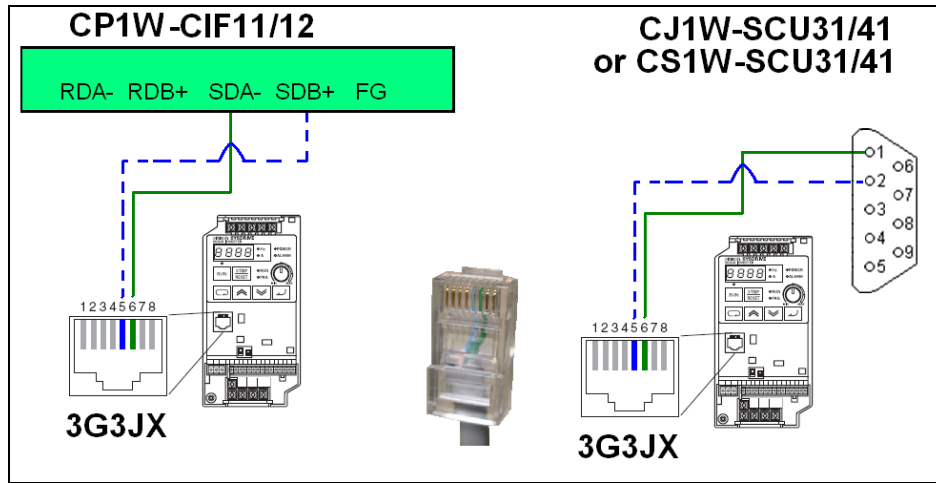 CP1W-CIF11/12
RDA- RDB+ SDA- SDB+ FG
12345678
3G3JX
CJ1W-SCU31/41
or CS1W-SCU31/41
1
2
3
4
5
6
7
8
9
12345678
3G3JX